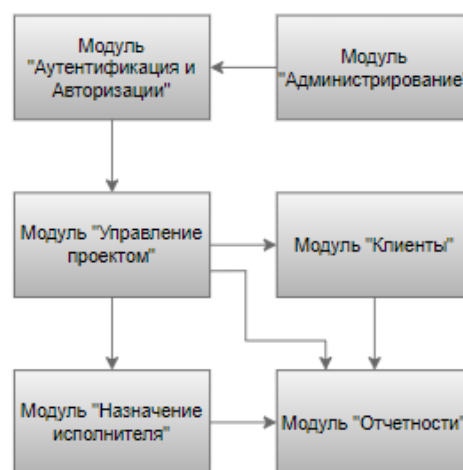 Модуль
"Аутентификация и
Авторизации"
Модуль
"Администрирование
Модуль "Управление
проектом"
Модуль "Клиенты"
Модуль "Назначение
исполнителя"
Модуль "Отчетности"